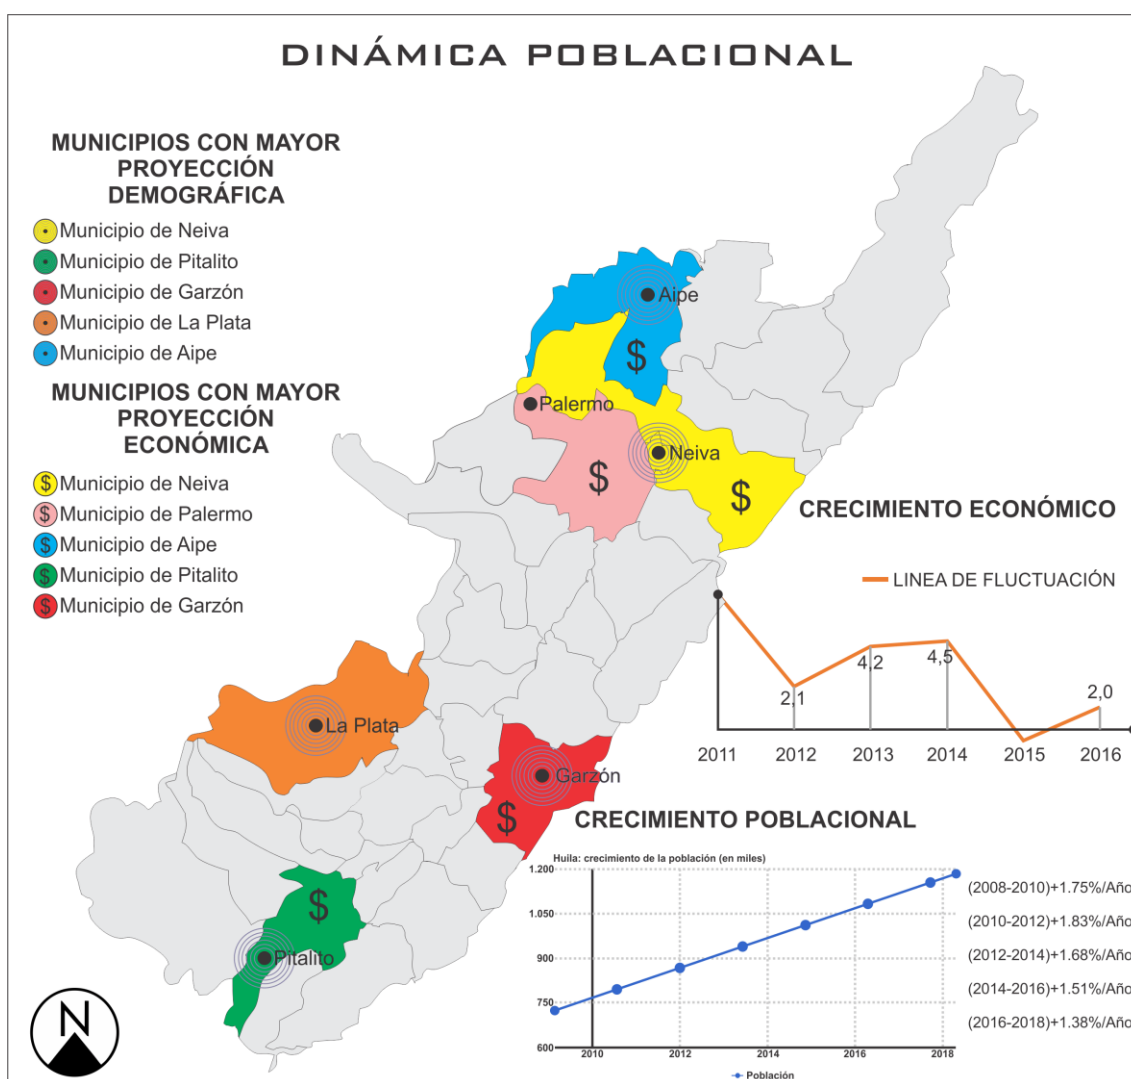 DINÁMICA POBLACIONAL
MUNICIPIOS CON MAYOR
PROYECCIÓN
DEMOGRÁFICA
Municipio de Neiva
Municipio de Pitalito
Municipio de Garzón
Municipio de La Plata
Municipio de Aipe
MUNICIPIOS CON MAYOR
PROYECCIÓN
ECONÓMICA
$ Municipio de Neiva
$ Municipio de Palermo
$ Municipio de Aipe
$ Municipio de Pitalito
$ Municipio de Garzón
Aipe
$
Palermo
Neiva
$
$
La Plata
Garzón
$
$
Pitalito
N
CRECIMIENTO ECONÓMICO
LINEA DE FLUCTUACIÓN
2,1
4,2
4,5
2,0
2011 2012 2013 2014 2015 2016
CRECIMIENTO POBLACIONAL
Huila: crecimiento de la población (en miles)
1.200
1.050
900
750
600
2010 2012 2014 2016 2018
Población
(2008-2010)+1.75%/Año
(2010-2012)+1.83%/Año
(2012-2014)+1.68%/Año
(2014-2016)+1.51%/Año
(2016-2018)+1.38%/Año